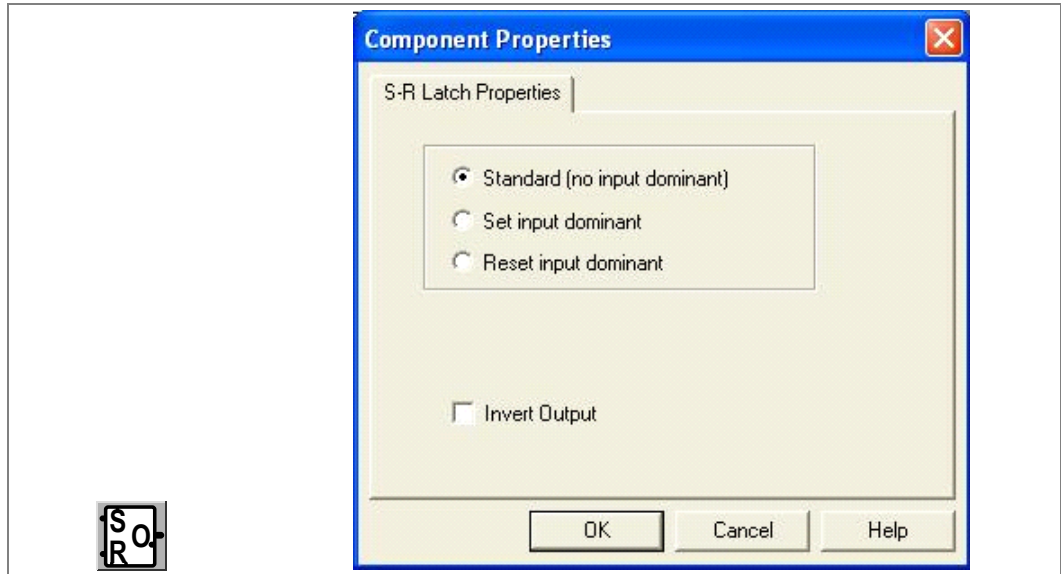 Component Properties
S-R Latch Properties
Standard (no input dominant)
Set input dominant
Reset input dominant
Invert Output
S
O
R
OK
Cancel
Help